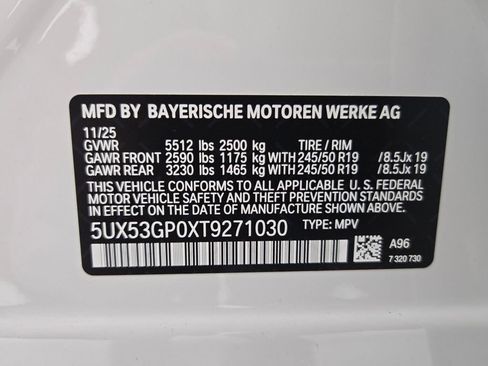 MFD BY BAYERISCHE MOTOREN WERKE AG
11/25
GVWR 5512 lbs 2500 kg TIRE / RIM
GAWR FRONT 2590 lbs 1175 kg WITH 245/50 R19 /8.5Jx 19
GAWR REAR 3230 lbs 1465 kg WITH 245/50 R19 /8.5Jx 19
THIS VEHICLE CONFORMS TO ALL APPLICABLE U. S. FEDERAL
MOTOR VEHICLE SAFETY AND THEFT PREVENTION STANDARDS
IN EFFECT ON THE DATE OF MANUFACTURE SHOWN ABOVE.
5UX53GP0XT9271030 TYPE: MPV
A96
7 320 730